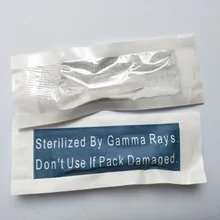 Sterilized By Gamma Rays.
Don't Use If Pack Damaged.